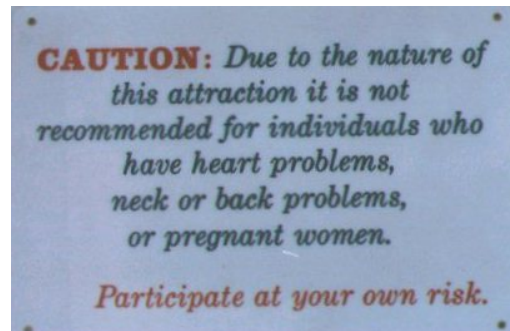 CAUTION: Due to the nature of
this attraction it is not
recommended for individuals who
have heart problems,
neck or back problems,
or pregnant women.
Participate at your own risk.